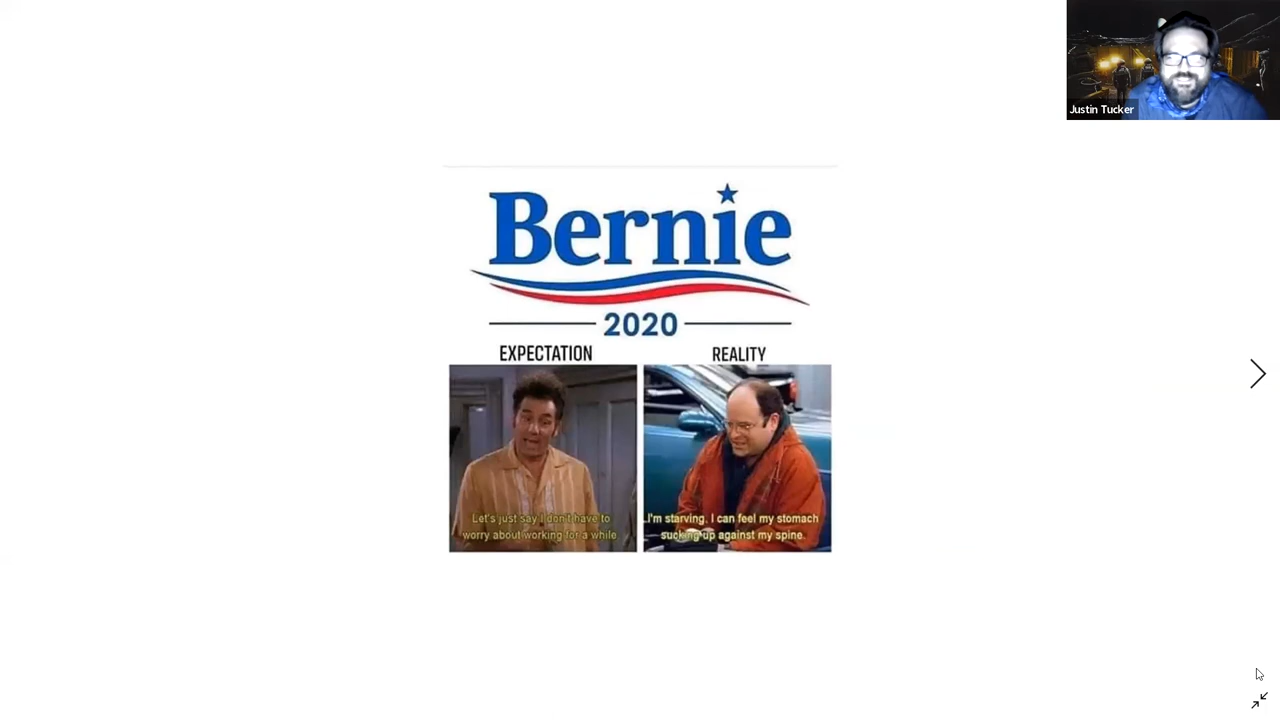 Justin Tucker
Bernie
2020
EXPECTATION
REALITY
Let's just say I don't have to
worry about working for a while
I'm starving. I can feel my stomach
sucking up against my spine.